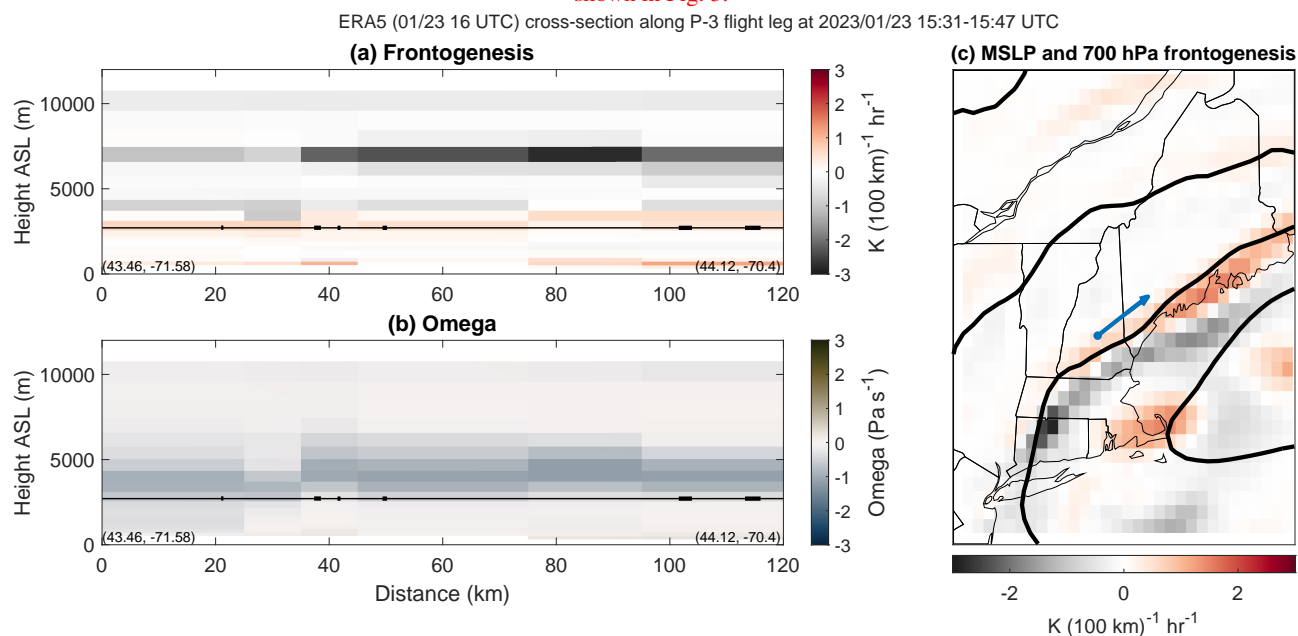 shown in Fig. 5.
ERA5 (01/23 16 UTC) cross-section along P-3 flight leg at 2023/01/23 15:31-15:47 UTC
(a) Frontogenesis
Height ASL (m)
10000
5000
0
(43.46, -71.58)
(44.12, -70.4)
0 20 40 60 80 100 120
3
2
1
0
-1
-2
-3
K (100 km)⁻¹ hr⁻¹
(b) Omega
Height ASL (m)
10000
5000
0
(43.46, -71.58)
(44.12, -70.4)
0 20 40 60 80 100 120
Distance (km)
3
2
1
0
-1
-2
-3
Omega (Pa s⁻¹)
(c) MSLP and 700 hPa frontogenesis
-2 0 2
K (100 km)⁻¹ hr⁻¹